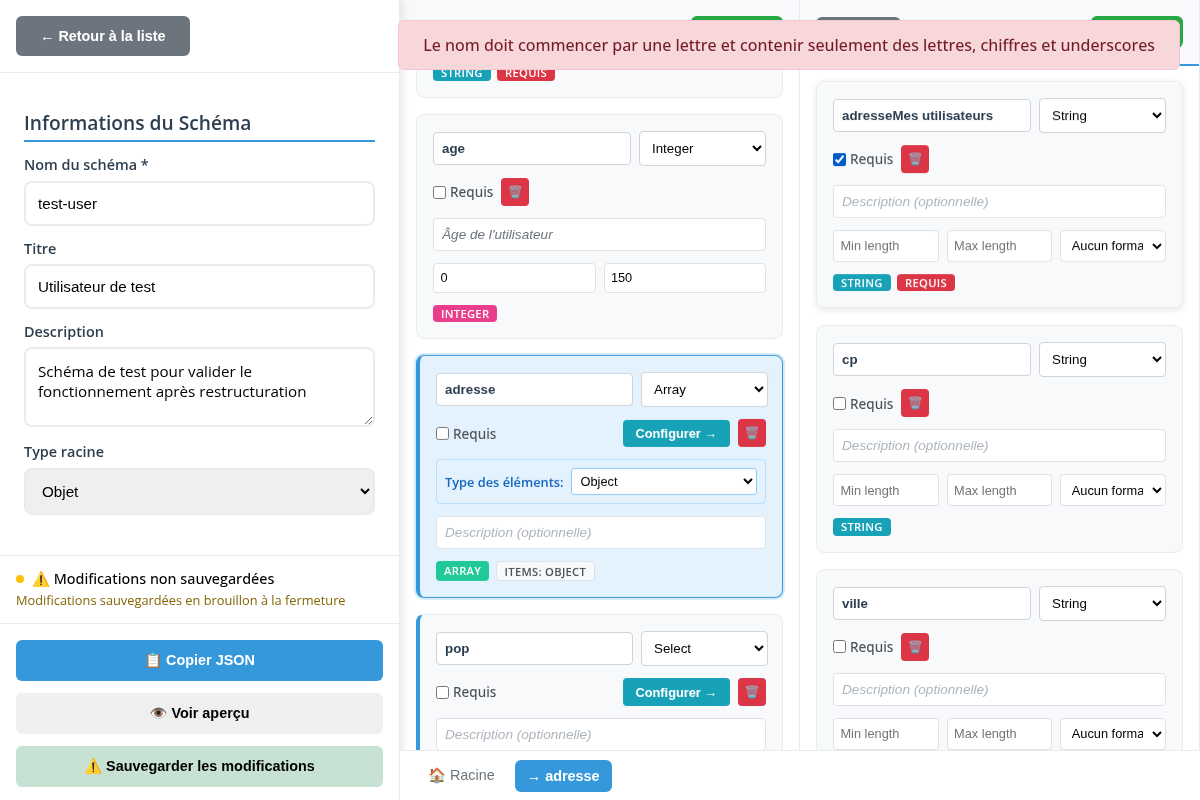 ← Retour à la liste
Informations du Schéma
Nom du schéma *
test-user
Titre
Utilisateur de test
Description
Schéma de test pour valider le
fonctionnement après restructuration
Type racine
Objet
⚠️ Modifications non sauvegardées
Modifications sauvegardées en brouillon à la fermeture
📋 Copier JSON
👁️ Voir aperçu
⚠️ Sauvegarder les modifications
Le nom doit commencer par une lettre et contenir seulement des lettres, chiffres et underscores
STRING REQUIS
age Integer
Requis
Âge de l'utilisateur
0 150
INTEGER
adresse Array
Requis Configurer →
Type des éléments: Object
Description (optionnelle)
ARRAY ITEMS: OBJECT
pop Select
Requis Configurer →
Description (optionnelle)
adresseMes utilisateurs String
Requis
Description (optionnelle)
Min length Max length Aucun forma
STRING REQUIS
cp String
Requis
Description (optionnelle)
Min length Max length Aucun forma
STRING
ville String
Requis
Description (optionnelle)
Min length Max length Aucun forma
🏠 Racine → adresse